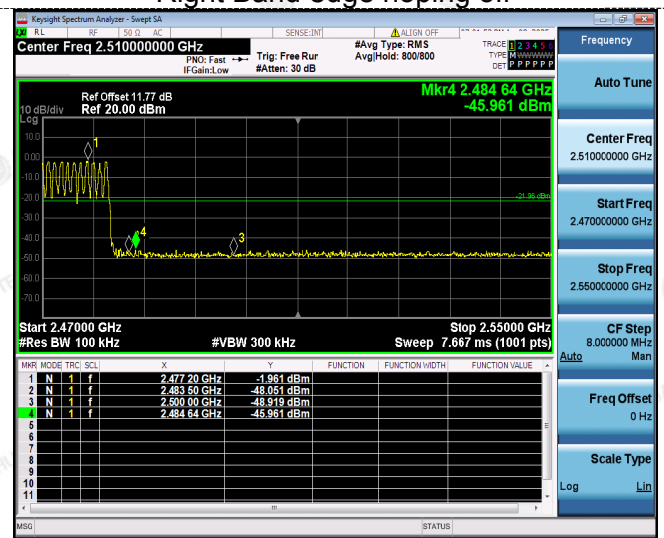 Keysight Spectrum Analyzer - Swept SA
RL RF 50 Ω AC SENSE:INT ALIGN OFF
Center Freq 2.510000000 GHz
PNO: Fast
IFGain:Low
Trig: Free Run
#Atten: 30 dB
#Avg Type: RMS
Avg|Hold: 800/800
TRACE 1 2 3 4 5 6
TYPE M WWWWW
DET P P P P P P
Frequency
Auto Tune
Center Freq
2.510000000 GHz
Start Freq
2.470000000 GHz
Stop Freq
2.550000000 GHz
CF Step
8.000000 MHz
Auto Man
Freq Offset
0 Hz
Scale Type
Log Lin
Mkr4 2.484 64 GHz
-45.961 dBm
Ref Offset 11.77 dB
10 dB/div Ref 20.00 dBm
Log
10.0
0.00
-10.0
-20.0
-30.0
-40.0
-50.0
-60.0
-70.0
1
4
3
-21.96 dBm
Start 2.47000 GHz Stop 2.55000 GHz
#Res BW 100 kHz #VBW 300 kHz Sweep 7.667 ms (1001 pts)
MKR MODE TRC SCL X Y FUNCTION FUNCTION WIDTH FUNCTION VALUE
1 N 1 f 2.477 20 GHz -1.961 dBm
2 N 1 f 2.483 50 GHz -48.051 dBm
3 N 1 f 2.500 00 GHz -48.919 dBm
4 N 1 f 2.484 64 GHz -45.961 dBm
5
6
7
8
9
10
11
MSG STATUS